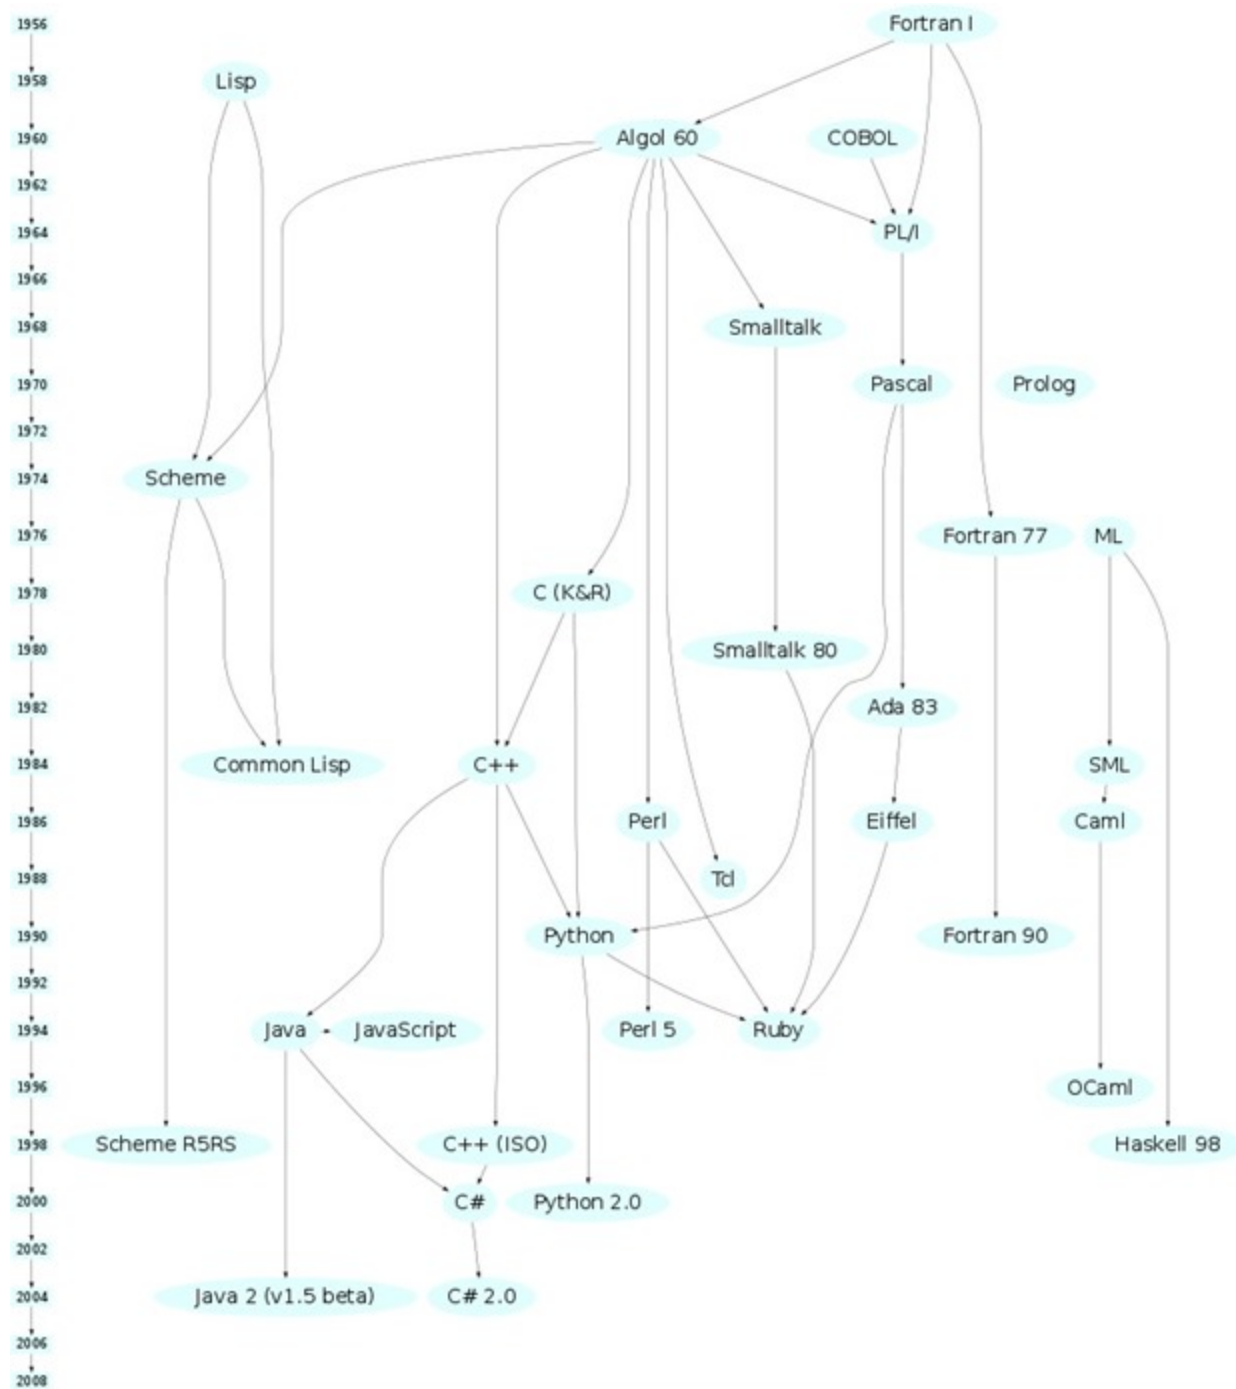 1956 Fortran I
1958 Lisp
1960 Algol 60 COBOL
1962
1964 PL/I
1966
1968 Smalltalk
1970 Pascal Prolog
1972
1974 Scheme
1976 Fortran 77 ML
1978 C (K&R)
1980 Smalltalk 80
1982 Ada 83
1984 Common Lisp C++ SML
1986 Perl Eiffel Caml
1988 Tcl
1990 Python Fortran 90
1992
1994 Java JavaScript Perl 5 Ruby
1996 OCaml
1998 Scheme R5RS C++ (ISO) Haskell 98
2000 C# Python 2.0
2002
2004 Java 2 (v1.5 beta) C# 2.0
2006
2008